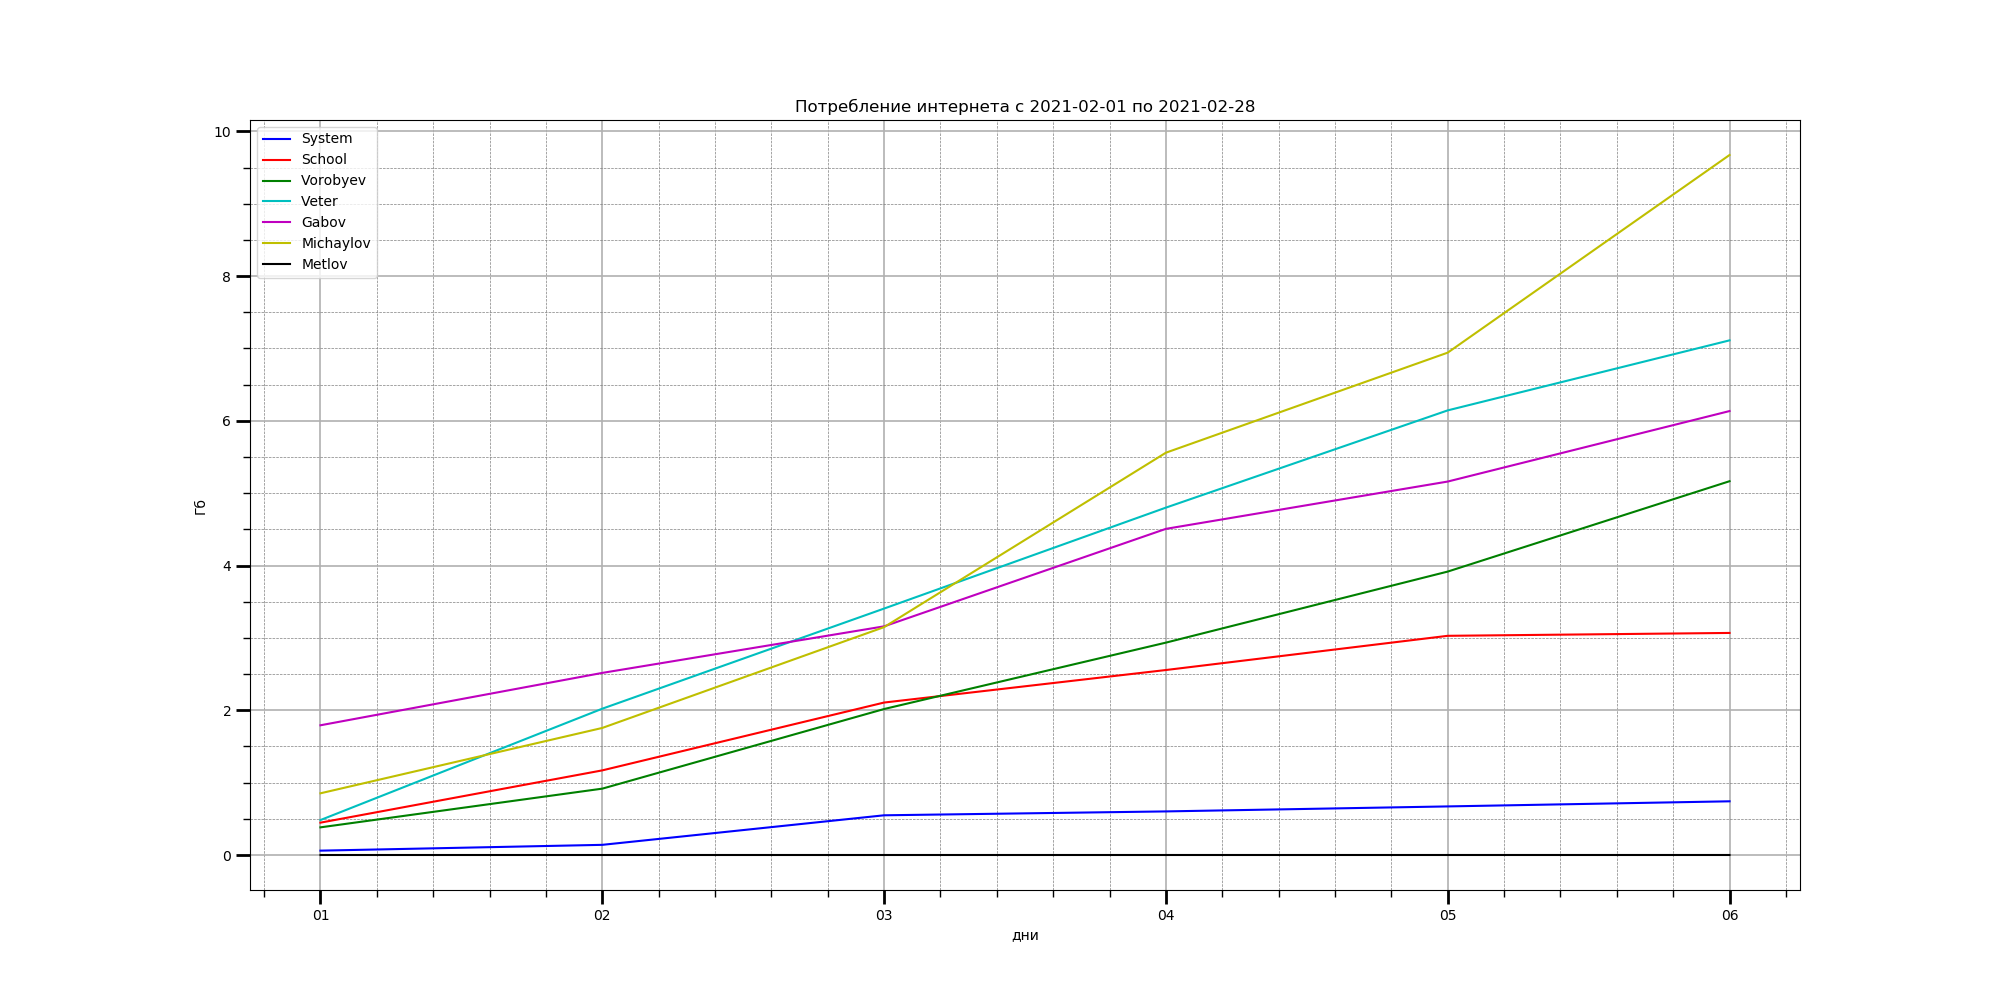 Потребление интернета с 2021-02-01 по 2021-02-28
System
School
Vorobyev
Veter
Gabov
Michaylov
Metlov
10
8
6
4
2
0
Гб
01 02 03 04 05 06
дни